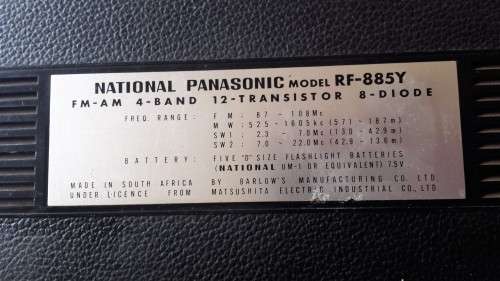 NATIONAL PANASONIC MODEL RF-885Y
FM-AM 4-BAND 12-TRANSISTOR 8-DIODE
FREQ. RANGE: FM: 87 - 108Mc
MW: 525 - 1605kc (571 - 187m)
SW1: 2.3 - 7.0Mc (130 - 42.9m)
SW2: 7.0 - 22.0Mc (42.9 - 13.6m)
BATTERY: FIVE "D" SIZE FLASHLIGHT BATTERIES
(NATIONAL UM-1 OR EQUIVALENT) 7.5V
MADE IN SOUTH AFRICA BY BARLOW'S MANUFACTURING CO. LTD.
UNDER LICENCE FROM MATSUSHITA ELECTRIC INDUSTRIAL CO., LTD.